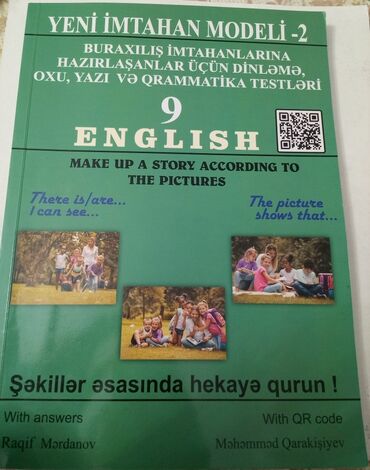 YENİ İMTAHAN MODELİ -2
BURAXILIŞ İMTAHANLARINA
HAZIRLAŞANLAR ÜÇÜN DİNLƏMƏ,
OXU, YAZI VƏ QRAMMATİKA TESTLƏRİ
9
ENGLISH
MAKE UP A STORY ACCORDING TO
THE PICTURES
There is/are...
I can see...
The picture
shows that...
Şəkillər əsasında hekayə qurun !
With answers
With QR code
Raqif Mərdanov
Məhəmməd Qarakişiyev